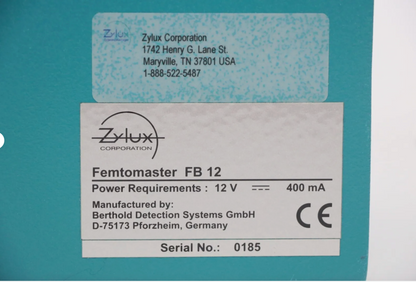 Zylux
Zylux Corporation
1742 Henry G. Lane St.
Maryville, TN 37801 USA
1-888-522-5487
Zylux
CORPORATION
Femtomaster FB 12
Power Requirements : 12 V ⎓ 400 mA
Manufactured by:
Berthold Detection Systems GmbH
D-75173 Pforzheim, Germany
CE
Serial No.: 0185